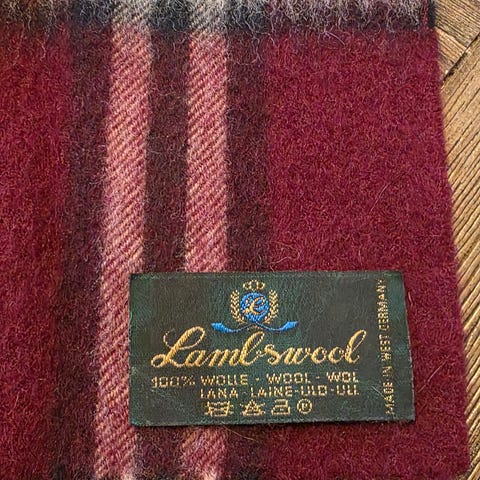 Lambswool
100% WOLLE - WOOL - WOL
LANA - LAINE - ULD - ULL
MADE IN WEST GERMANY